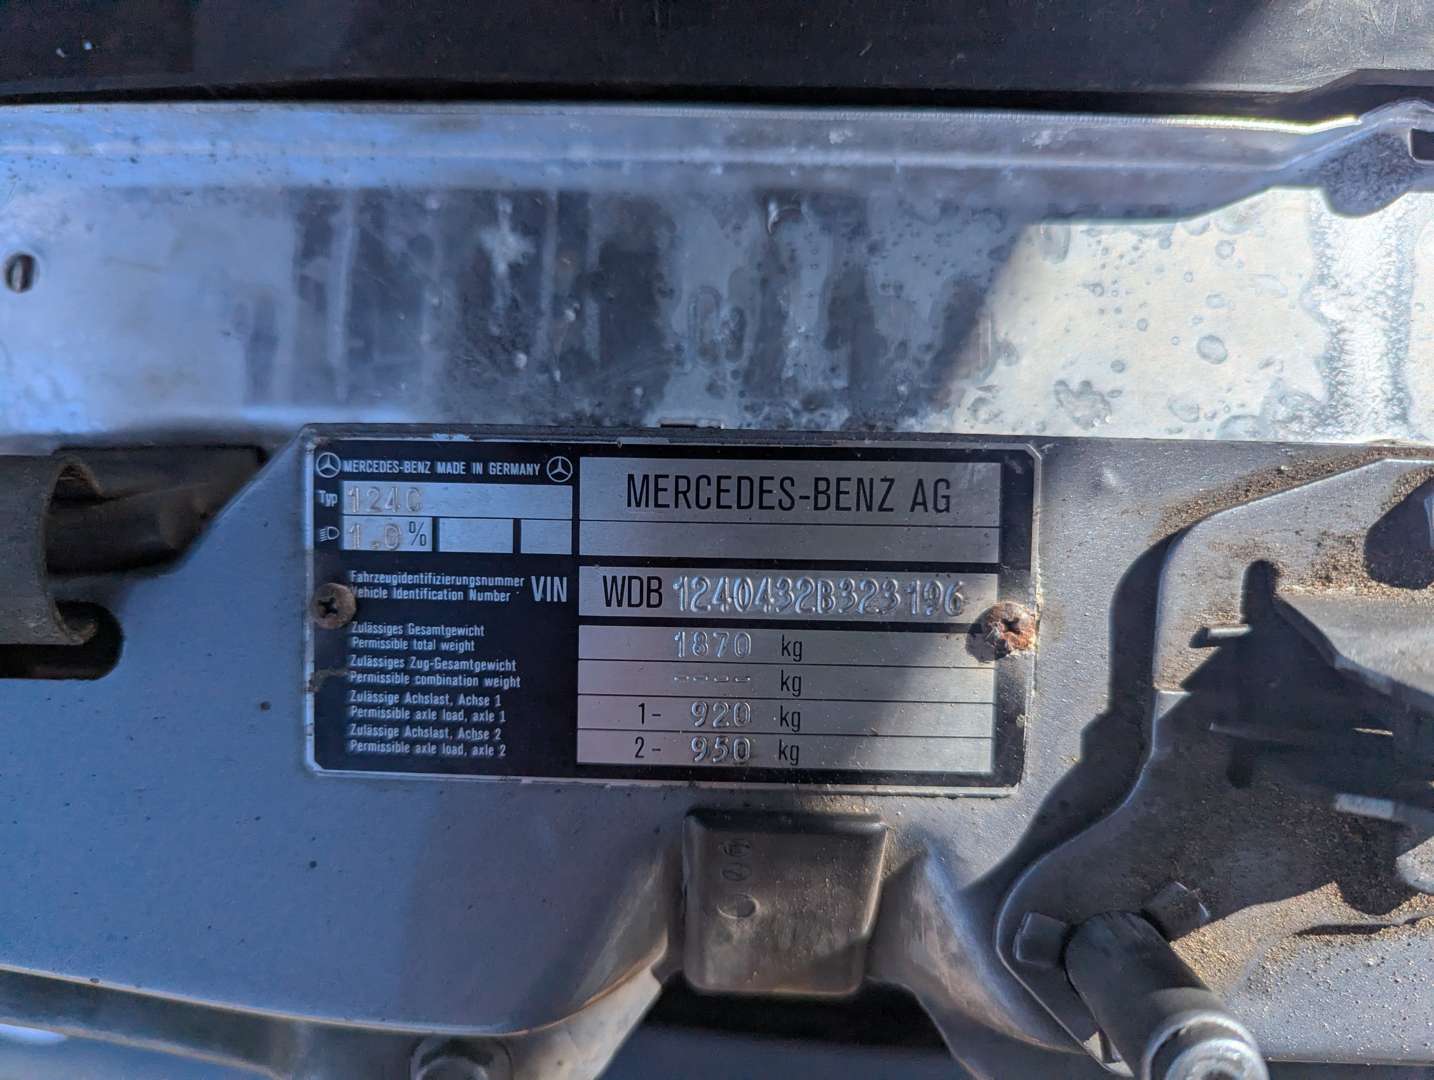 MERCEDES-BENZ MADE IN GERMANY
MERCEDES-BENZ AG
Typ 124C
1.0%
Fahrzeugidentifizierungsnummer
Vehicle Identification Number
VIN
WDB 1240432B323196
Zulässiges Gesamtgewicht
Permissible total weight
1870 kg
Zulässiges Zug-Gesamtgewicht
Permissible combination weight
---- kg
Zulässige Achslast, Achse 1
Permissible axle load, axle 1
1- 920 kg
Zulässige Achslast, Achse 2
Permissible axle load, axle 2
2- 950 kg